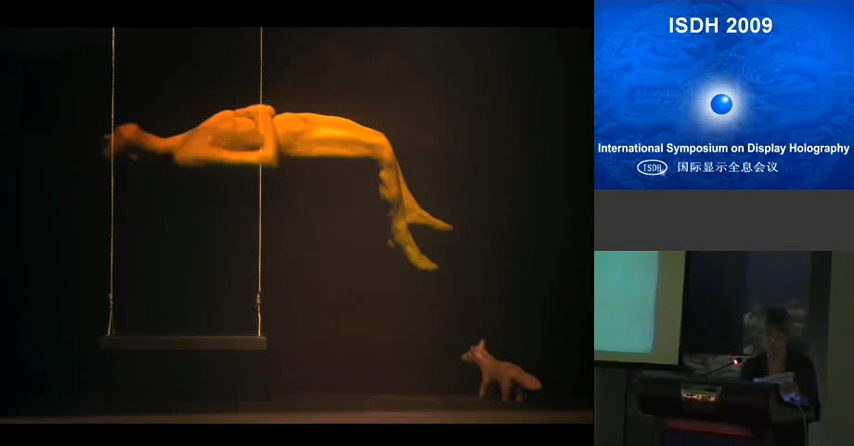 ISDH 2009
International Symposium on Display Holography
ISDH 国际显示全息会议